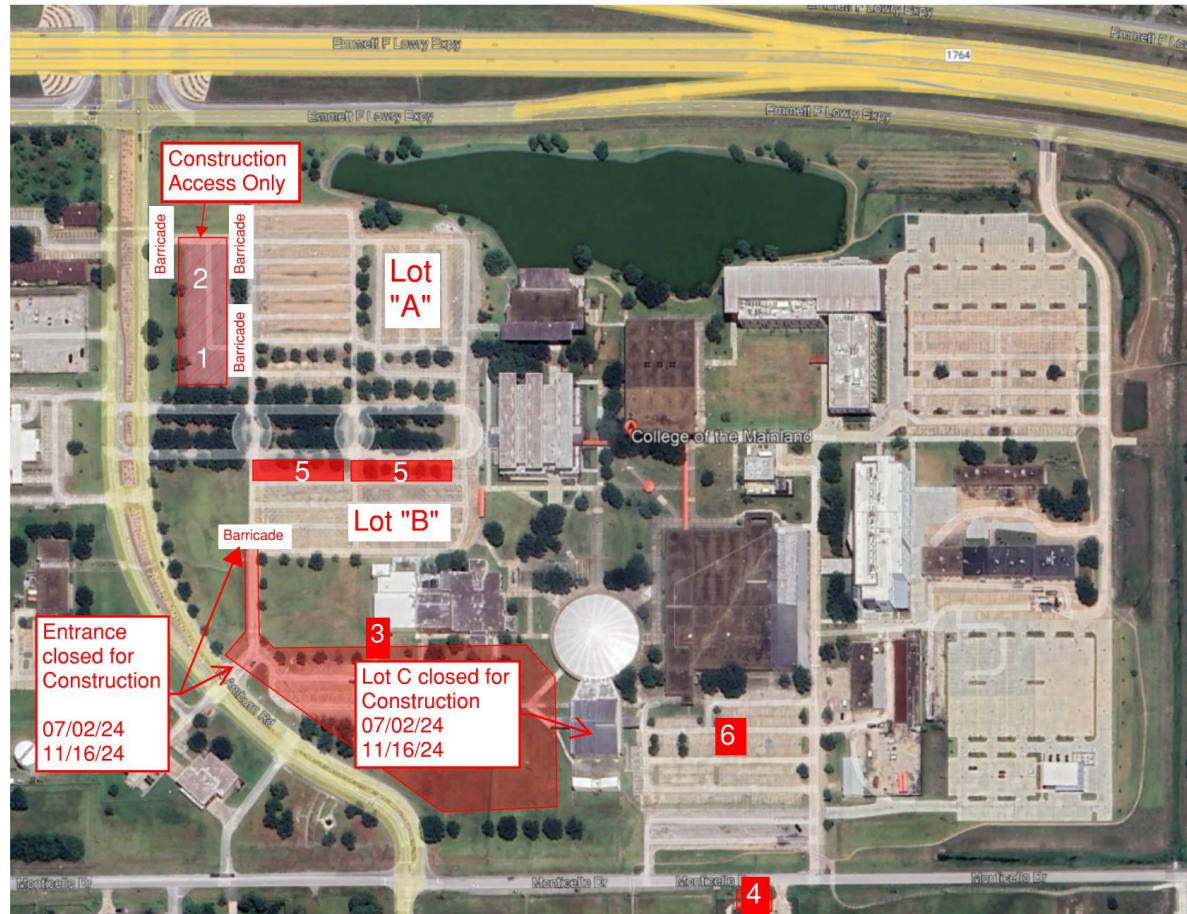 Emmett F Lowry Expy
Emmett F Lowry Expy
1764
Emmett F Lowry Expy
Emmett F Lowry Expy
Construction
Access Only
Barricade
Barricade
2
Lot
"A"
1
Barricade
College of the Mainland
5
5
Lot "B"
Barricade
Entrance
closed for
Construction
07/02/24
11/16/24
3
Lot C closed for
Construction
07/02/24
11/16/24
6
Monticello Dr
Monticello Dr
Monticello
Monticello Dr
4